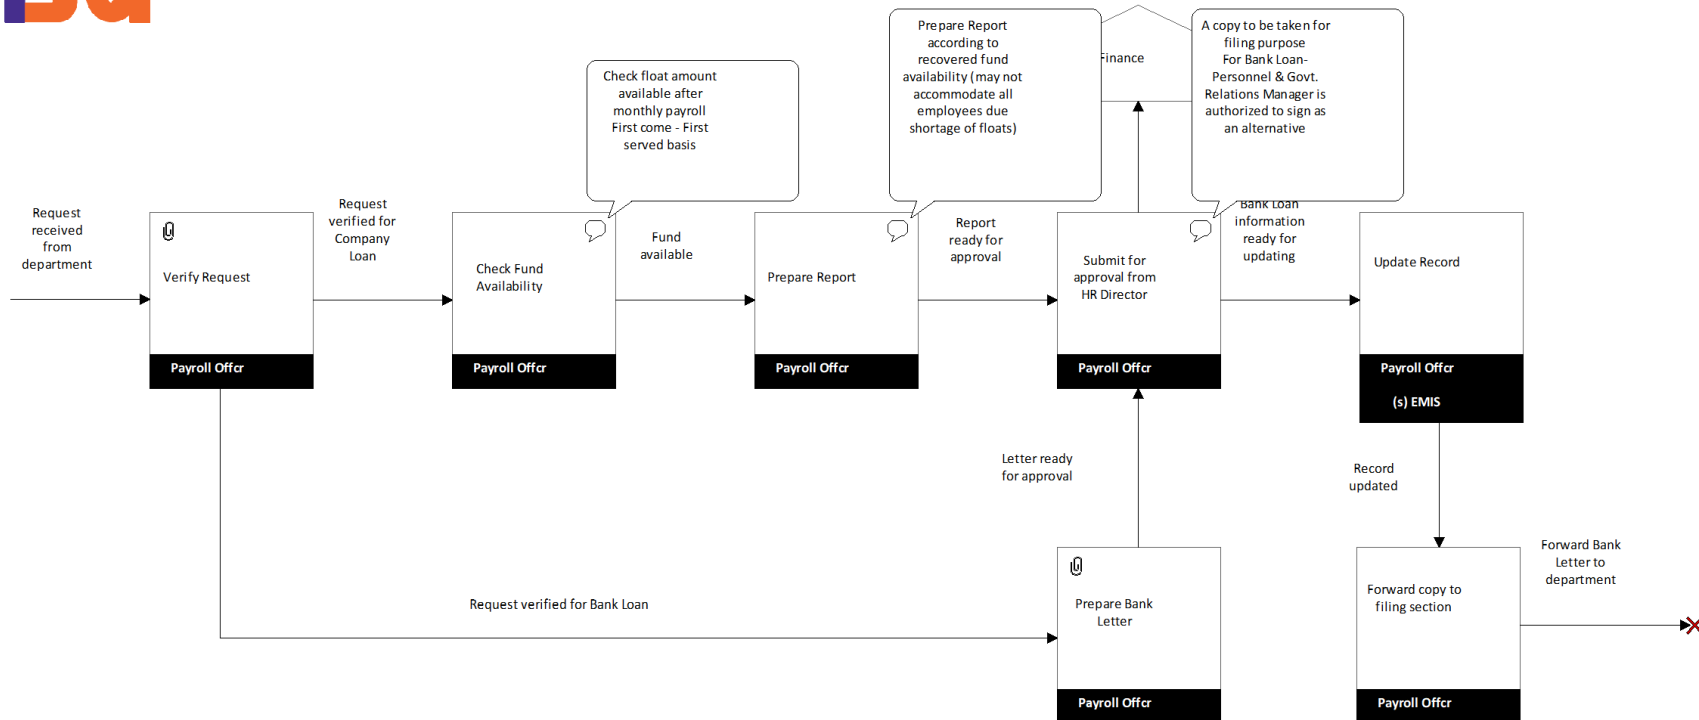 Prepare Report
according to
recovered fund
availability (may not
accommodate all
employees due
shortage of floats)
Finance
A copy to be taken for
filing purpose
For Bank Loan-
Personnel & Govt.
Relations Manager is
authorized to sign as
an alternative
Check float amount
available after
monthly payroll
First come - First
served basis
Request
received
from
department
Verify Request
Payroll Offcr
Request
verified for
Company
Loan
Check Fund
Availability
Payroll Offcr
Fund
available
Prepare Report
Payroll Offcr
Report
ready for
approval
Submit for
approval from
HR Director
Payroll Offcr
Bank Loan
information
ready for
updating
Update Record
Payroll Offcr
(s) EMIS
Letter ready
for approval
Record
updated
Request verified for Bank Loan
Prepare Bank
Letter
Payroll Offcr
Forward copy to
filing section
Payroll Offcr
Forward Bank
Letter to
department